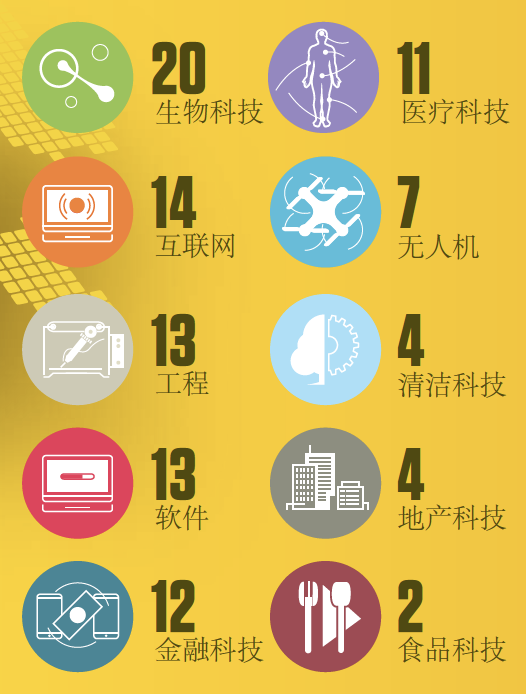 20
生物科技
11
医疗科技
14
互联网
7
无人机
13
工程
4
清洁科技
13
软件
4
地产科技
12
金融科技
2
食品科技